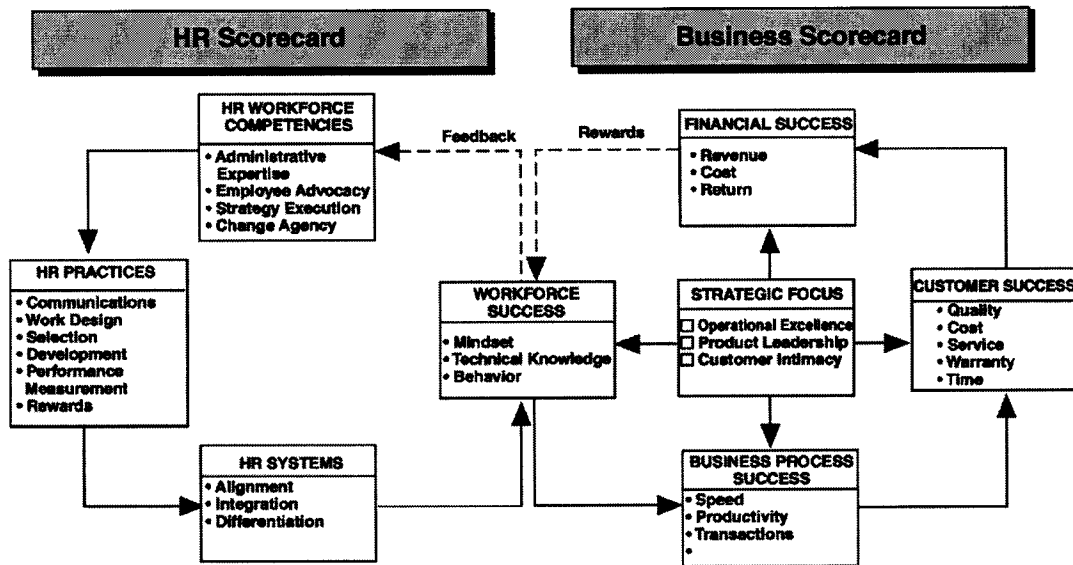 HR Scorecard
Business Scorecard
HR WORKFORCE
COMPETENCIES
• Administrative
Expertise
• Employee Advocacy
• Strategy Execution
• Change Agency
Feedback
Rewards
FINANCIAL SUCCESS
• Revenue
• Cost
• Return
HR PRACTICES
• Communications
• Work Design
• Selection
• Development
• Performance
Measurement
• Rewards
WORKFORCE
SUCCESS
• Mindset
• Technical Knowledge
• Behavior
STRATEGIC FOCUS
☐ Operational Excellence
☐ Product Leadership
☐ Customer Intimacy
CUSTOMER SUCCESS
• Quality
• Cost
• Service
• Warranty
• Time
HR SYSTEMS
• Alignment
• Integration
• Differentiation
BUSINESS PROCESS
SUCCESS
• Speed
• Productivity
• Transactions
•